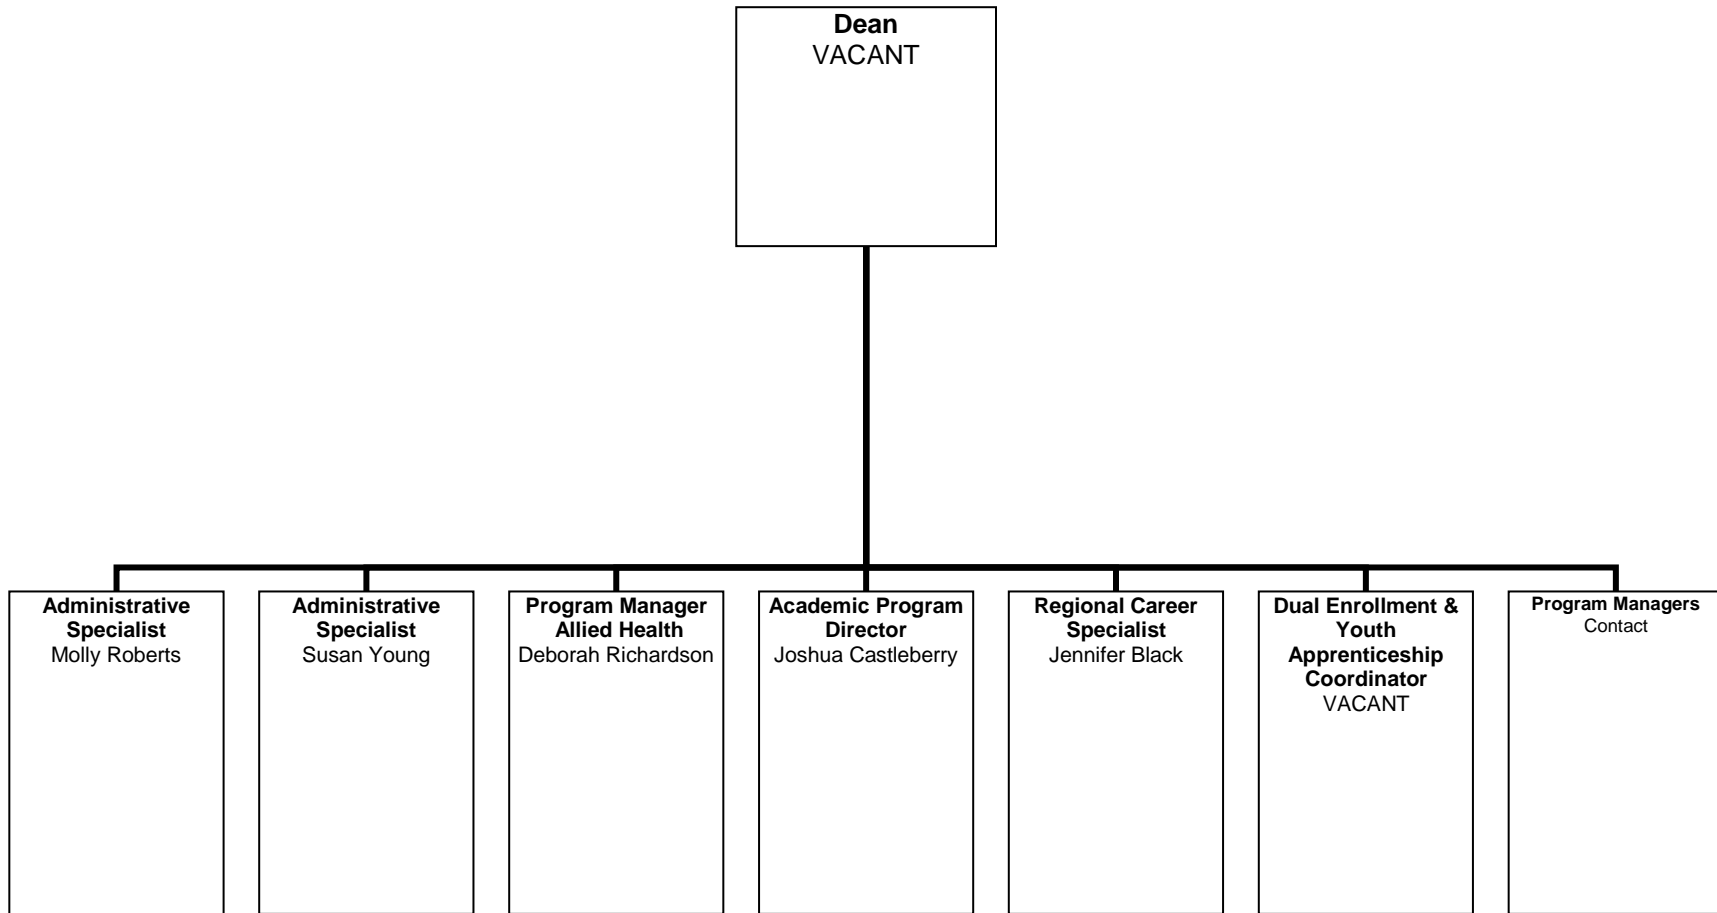 Dean
VACANT
Administrative
Specialist
Molly Roberts
Administrative
Specialist
Susan Young
Program Manager
Allied Health
Deborah Richardson
Academic Program
Director
Joshua Castleberry
Regional Career
Specialist
Jennifer Black
Dual Enrollment &
Youth
Apprenticeship
Coordinator
VACANT
Program Managers
Contact